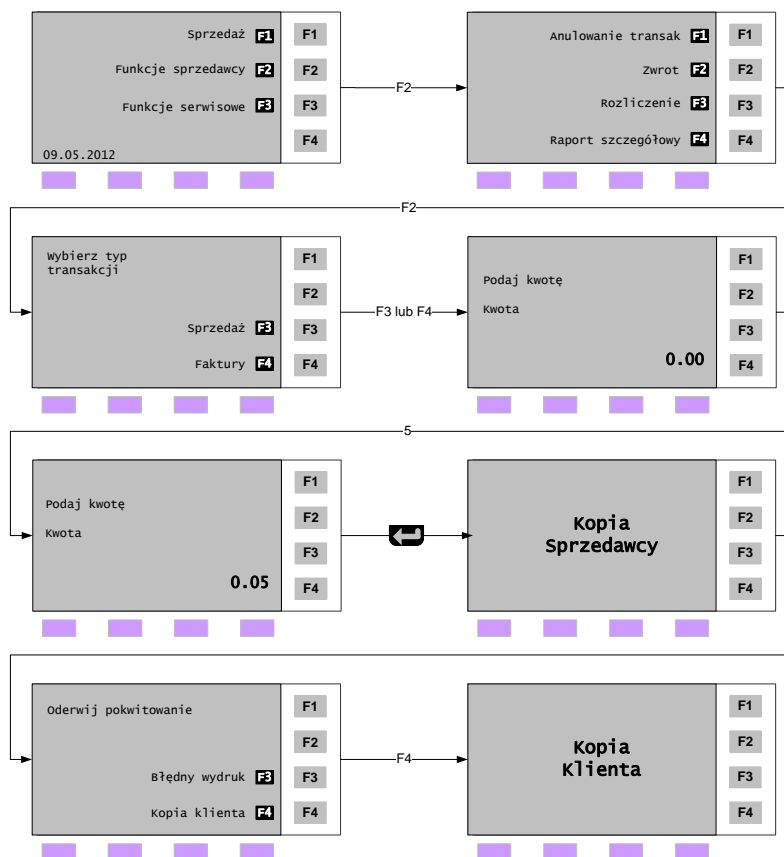 Sprzedaż F1
Funkcje sprzedawcy F2
Funkcje serwisowe F3
09.05.2012
F1
F2
F3
F4
F2
Anulowanie transak F1
Zwrot F2
Rozliczenie F3
Raport szczegółowy F4
F1
F2
F3
F4
F2
Wybierz typ
transakcji
Sprzedaż F3
Faktury F4
F1
F2
F3
F4
F3 lub F4
Podaj kwotę
Kwota
0.00
F1
F2
F3
F4
5
Podaj kwotę
Kwota
0.05
F1
F2
F3
F4
Kopia
Sprzedawcy
F1
F2
F3
F4
Oderwij pokwitowanie
Błędny wydruk F3
Kopia klienta F4
F1
F2
F3
F4
F4
Kopia
Klienta
F1
F2
F3
F4